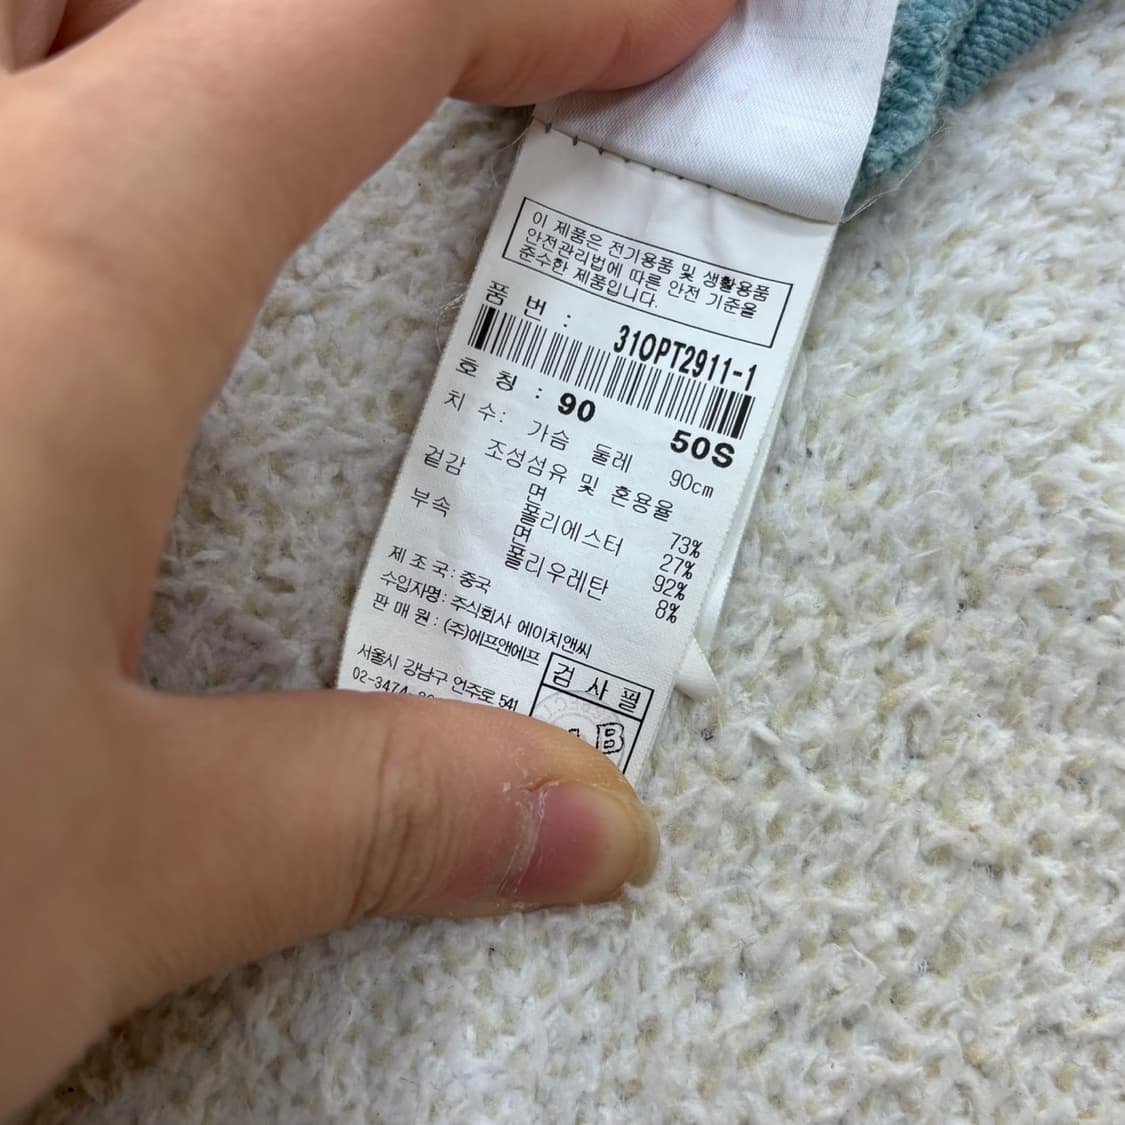 이 제품은 전기용품 및 생활용품
안전관리법에 따른 안전 기준을
준수한 제품입니다.
품 번 : 31OPT2911-1
호 칭 : 90 50S
치 수: 가슴 둘레 90cm
조성섬유 및 혼용율
겉감 면 73%
폴리에스터 27%
부속 면 92%
폴리우레탄 8%
제 조 국 : 중국
수입자명 : 주식회사 에이치앤씨
판 매 원 : (주)에프앤에프
서울시 강남구 언주로 541
02-3474
검 사 필
B